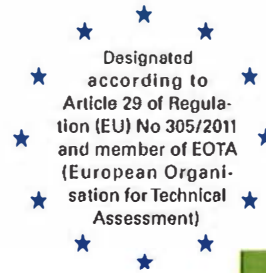 Designated
according to
Article 29 of Regula-
tion (EU) No 305/2011
and member of EOTA
(European Organi-
sation for Technical
Assessment)